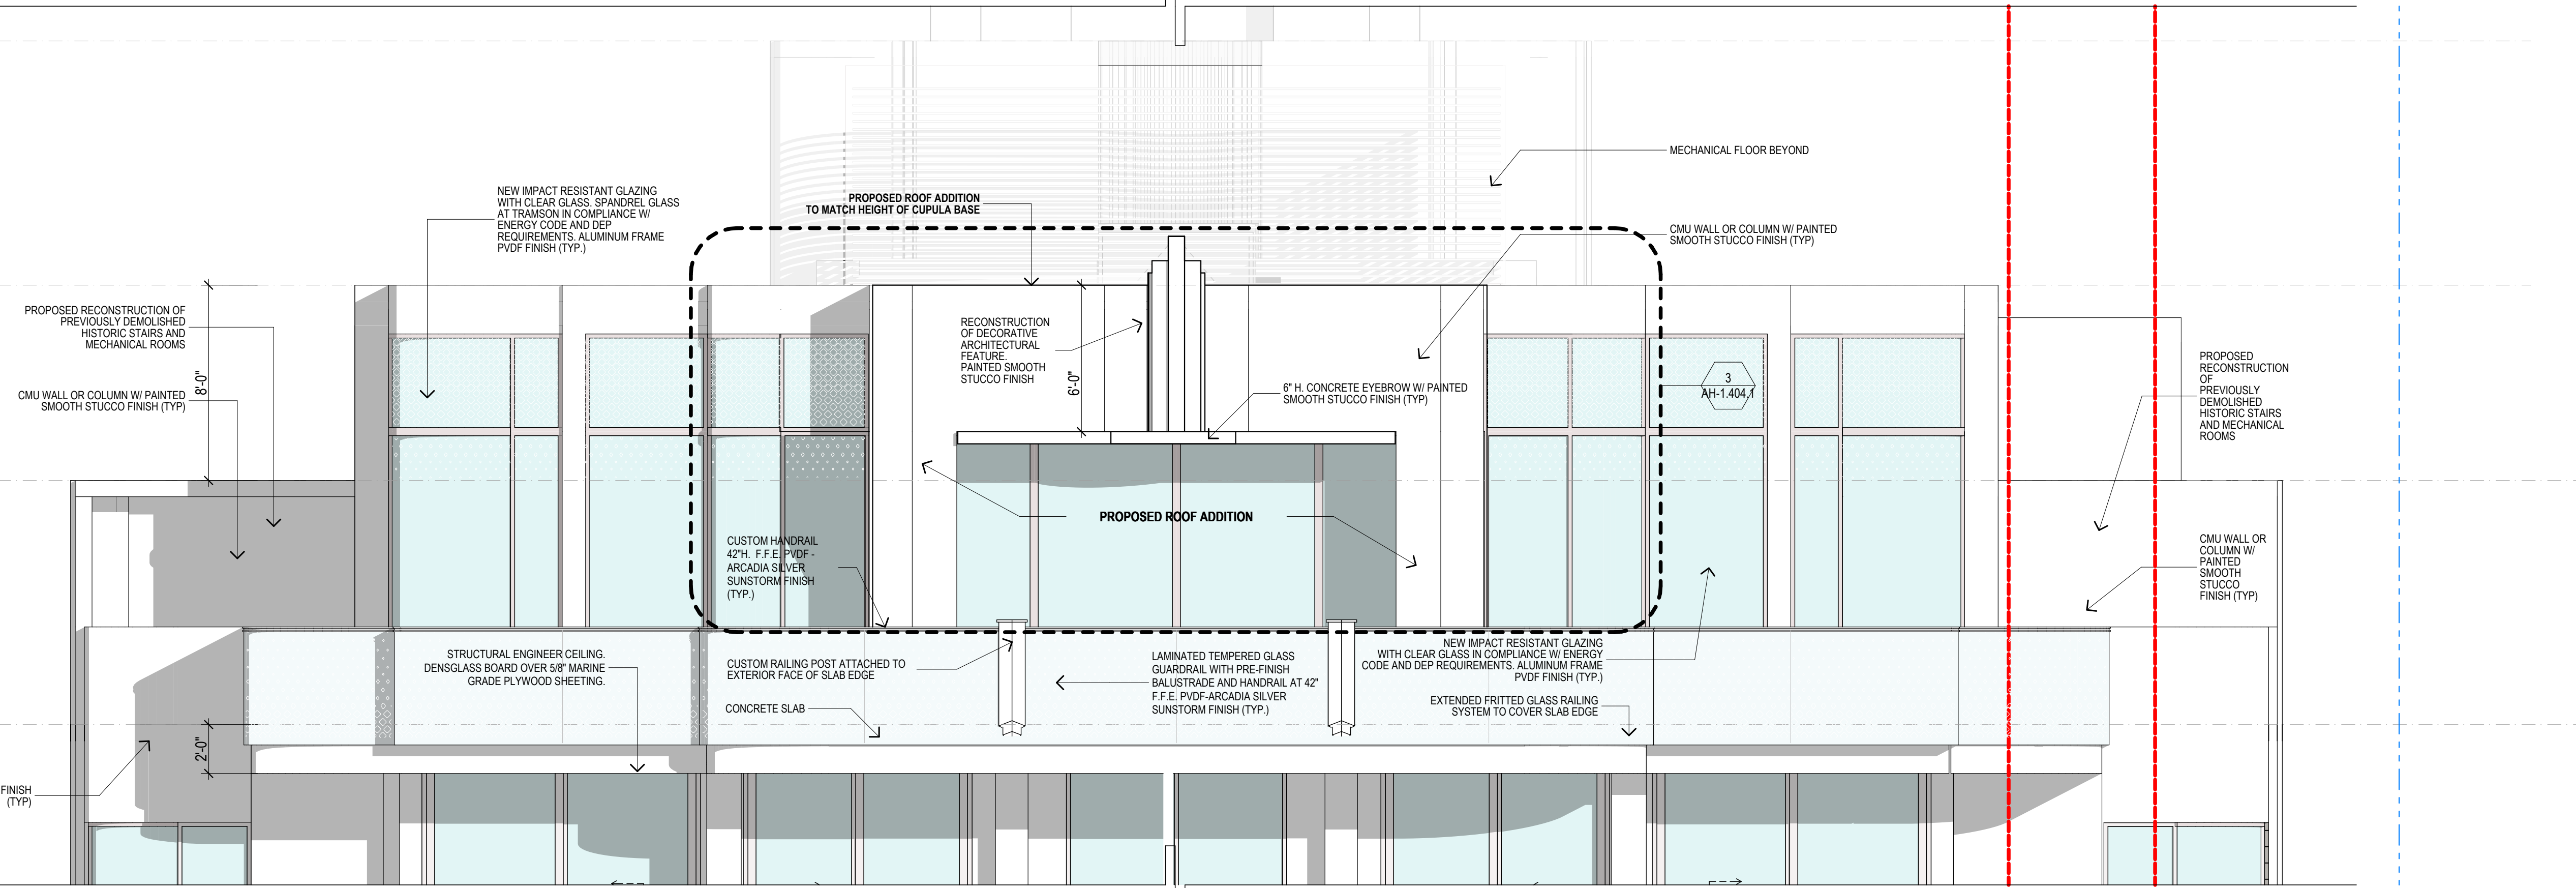 MECHANICAL FLOOR BEYOND
NEW IMPACT RESISTANT GLAZING
WITH CLEAR GLASS. SPANDREL GLASS
AT TRAMSON IN COMPLIANCE W/
ENERGY CODE AND DEP
REQUIREMENTS. ALUMINUM FRAME
PVDF FINISH (TYP.)
PROPOSED ROOF ADDITION
TO MATCH HEIGHT OF CUPULA BASE
CMU WALL OR COLUMN W/ PAINTED
SMOOTH STUCCO FINISH (TYP)
PROPOSED RECONSTRUCTION OF
PREVIOUSLY DEMOLISHED
HISTORIC STAIRS AND
MECHANICAL ROOMS
8'-0"
CMU WALL OR COLUMN W/ PAINTED
SMOOTH STUCCO FINISH (TYP)
RECONSTRUCTION
OF DECORATIVE
ARCHITECTURAL
FEATURE.
PAINTED SMOOTH
STUCCO FINISH
6'-0"
6" H. CONCRETE EYEBROW W/ PAINTED
SMOOTH STUCCO FINISH (TYP)
3
AH-1.404.1
PROPOSED
RECONSTRUCTION
OF
PREVIOUSLY
DEMOLISHED
HISTORIC STAIRS
AND MECHANICAL
ROOMS
PROPOSED ROOF ADDITION
CUSTOM HANDRAIL
42"H. F.F.E. PVDF -
ARCADIA SILVER
SUNSTORM FINISH
(TYP.)
CMU WALL OR
COLUMN W/
PAINTED
SMOOTH
STUCCO
FINISH (TYP)
STRUCTURAL ENGINEER CEILING.
DENSGLASS BOARD OVER 5/8" MARINE
GRADE PLYWOOD SHEETING.
CUSTOM RAILING POST ATTACHED TO
EXTERIOR FACE OF SLAB EDGE
CONCRETE SLAB
LAMINATED TEMPERED GLASS
GUARDRAIL WITH PRE-FINISH
BALUSTRADE AND HANDRAIL AT 42"
F.F.E. PVDF-ARCADIA SILVER
SUNSTORM FINISH (TYP.)
NEW IMPACT RESISTANT GLAZING
WITH CLEAR GLASS IN COMPLIANCE W/ ENERGY
CODE AND DEP REQUIREMENTS. ALUMINUM FRAME
PVDF FINISH (TYP.)
EXTENDED FRITTED GLASS RAILING
SYSTEM TO COVER SLAB EDGE
2'-0"
FINISH
(TYP)